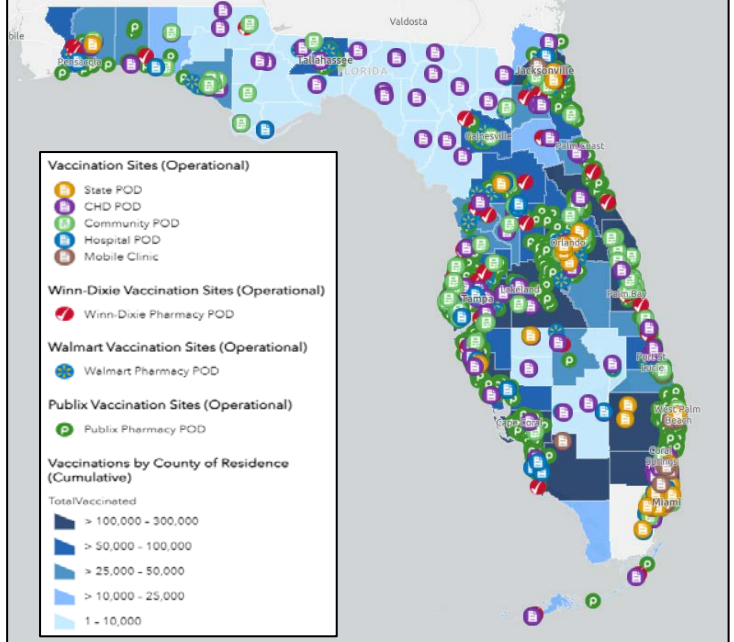 Valdosta
bile
Pensacola
Tallahassee
FLORIDA
Jacksonville
Gainesville
Palm Coast
Orlando
Lakeland
Tampa
Palm Bay
Port St.
Lucie
Cape Coral
West Palm
Beach
Coral
Springs
Miami
Vaccination Sites (Operational)
State POD
CHD POD
Community POD
Hospital POD
Mobile Clinic
Winn-Dixie Vaccination Sites (Operational)
Winn-Dixie Pharmacy POD
Walmart Vaccination Sites (Operational)
Walmart Pharmacy POD
Publix Vaccination Sites (Operational)
Publix Pharmacy POD
Vaccinations by County of Residence
(Cumulative)
TotalVaccinated
> 100,000 - 300,000
> 50,000 - 100,000
> 25,000 - 50,000
> 10,000 - 25,000
1 - 10,000